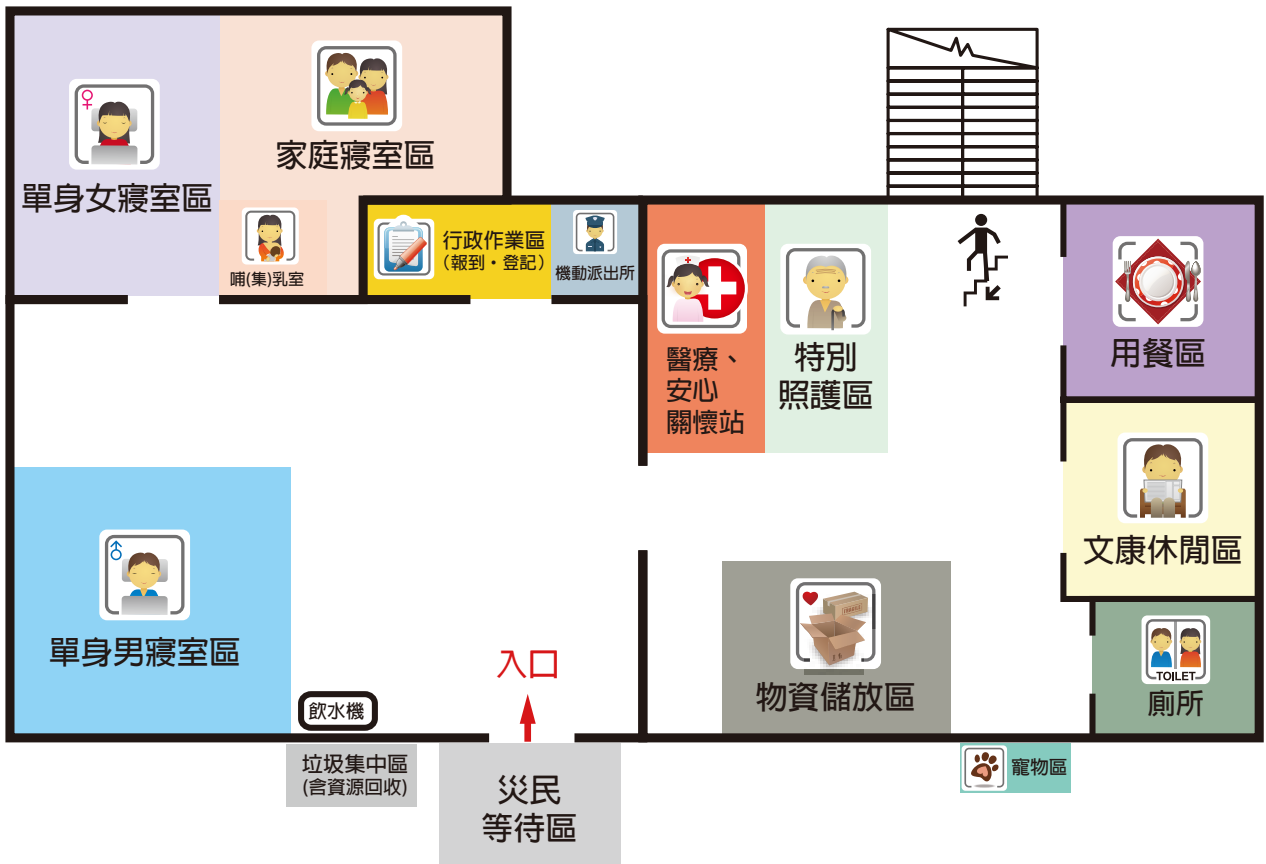 家庭寢室區
單身女寢室區
哺(集)乳室
行政作業區
(報到・登記)
機動派出所
醫療、
安心
關懷站
特別
照護區
用餐區
文康休閒區
單身男寢室區
入口
飲水機
物資儲放區
TOILET
廁所
垃圾集中區
(含資源回收)
災民
等待區
寵物區